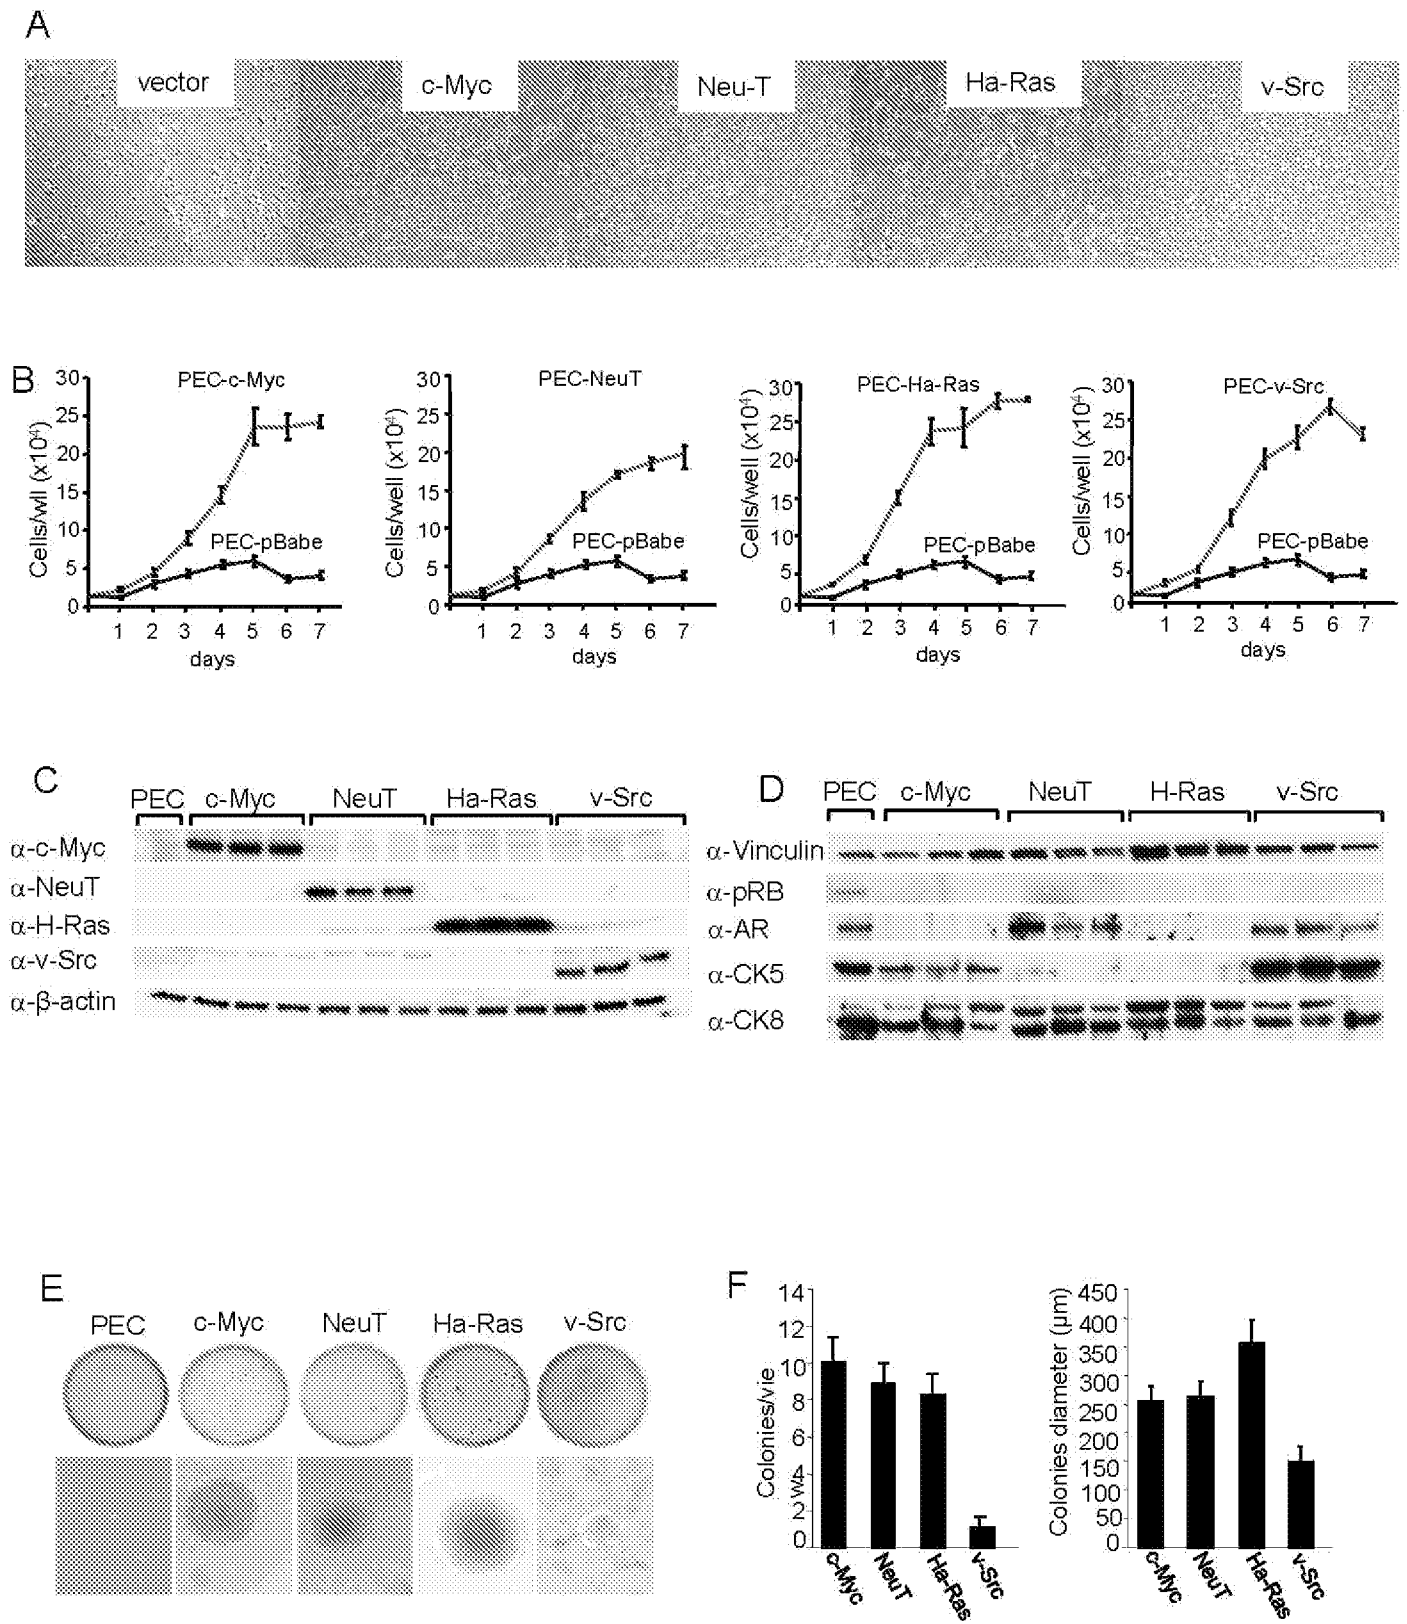 A
vector
c-Myc
Neu-T
Ha-Ras
v-Src
B
Cells/wll (x10⁴)
30
25
20
15
10
5
0
PEC-c-Myc
PEC-pBabe
1 2 3 4 5 6 7
days
Cells/well (x10⁴)
30
25
20
15
10
5
0
PEC-NeuT
PEC-pBabe
1 2 3 4 5 6 7
days
Cells/well (x10⁴)
30
25
20
15
10
5
0
PEC-Ha-Ras
PEC-pBabe
1 2 3 4 5 6 7
days
Cells/well (x10⁴)
30
25
20
15
10
5
0
PEC-v-Src
PEC-pBabe
1 2 3 4 5 6 7
days
C
PEC c-Myc NeuT Ha-Ras v-Src
α-c-Myc
α-NeuT
α-H-Ras
α-v-Src
α-β-actin
D
PEC c-Myc NeuT H-Ras v-Src
α-Vinculin
α-pRB
α-AR
α-CK5
α-CK8
E
PEC c-Myc NeuT Ha-Ras v-Src
F
Colonies/vie
w
14
12
10
8
6
4
2
0
c-Myc NeuT Ha-Ras v-Src
Colonies diameter (µm)
450
400
350
300
250
200
150
100
50
0
c-Myc NeuT Ha-Ras v-Src